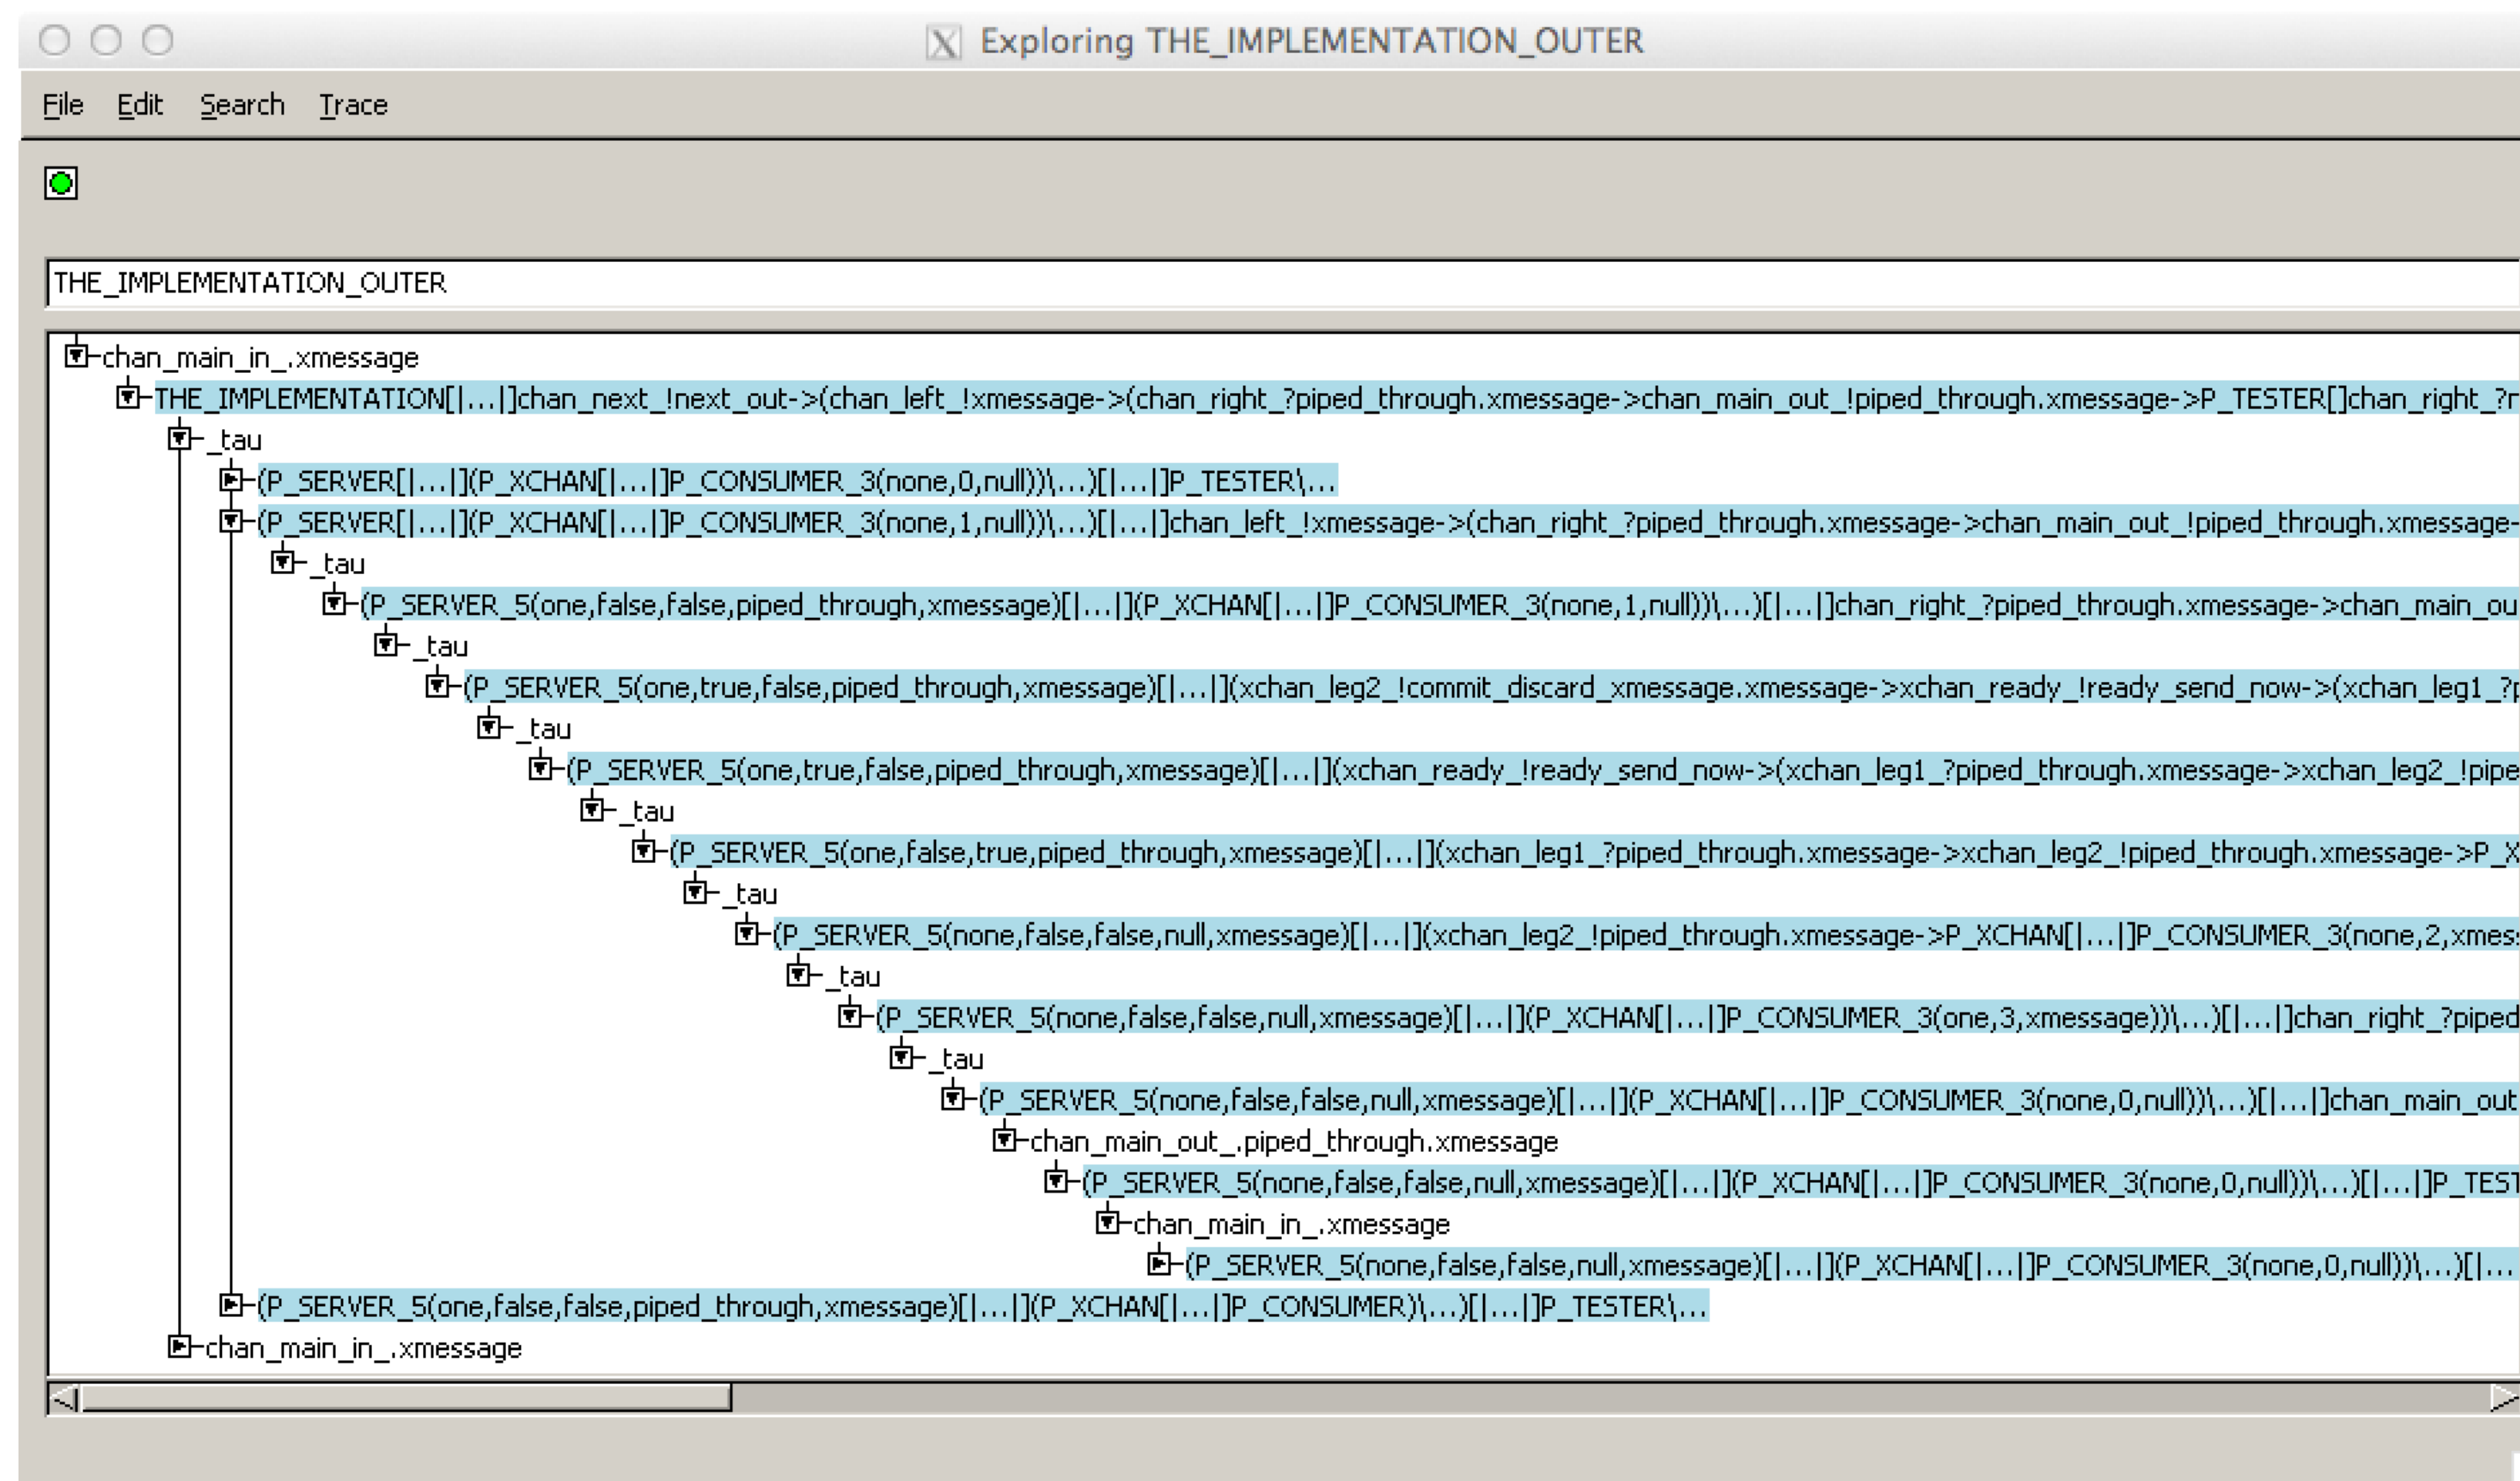 Exploring THE_IMPLEMENTATION_OUTER
File Edit Search Trace
THE_IMPLEMENTATION_OUTER
chan_main_in_.xmessage
THE_IMPLEMENTATION[|...|]chan_next_!next_out->(chan_left_!xmessage->(chan_right_?piped_through.xmessage->chan_main_out_!piped_through.xmessage->P_TESTER[]chan_right_?r
_tau
(P_SERVER[|...|](P_XCHAN[|...|]P_CONSUMER_3(none,0,null))\...)[|...|]P_TESTER\...
(P_SERVER[|...|](P_XCHAN[|...|]P_CONSUMER_3(none,1,null))\...)[|...|]chan_left_!xmessage->(chan_right_?piped_through.xmessage->chan_main_out_!piped_through.xmessage-
_tau
(P_SERVER_5(one,false,false,piped_through,xmessage)[|...|](P_XCHAN[|...|]P_CONSUMER_3(none,1,null))\...)[|...|]chan_right_?piped_through.xmessage->chan_main_ou
_tau
(P_SERVER_5(one,true,false,piped_through,xmessage)[|...|](xchan_leg2_!commit_discard_xmessage.xmessage->xchan_ready_!ready_send_now->(xchan_leg1_?p
_tau
(P_SERVER_5(one,true,false,piped_through,xmessage)[|...|](xchan_ready_!ready_send_now->(xchan_leg1_?piped_through.xmessage->xchan_leg2_!pipe
_tau
(P_SERVER_5(one,false,true,piped_through,xmessage)[|...|](xchan_leg1_?piped_through.xmessage->xchan_leg2_!piped_through.xmessage->P_X
_tau
(P_SERVER_5(none,false,false,null,xmessage)[|...|](xchan_leg2_!piped_through.xmessage->P_XCHAN[|...|]P_CONSUMER_3(none,2,xmes
_tau
(P_SERVER_5(none,false,false,null,xmessage)[|...|](P_XCHAN[|...|]P_CONSUMER_3(one,3,xmessage))\...)[|...|]chan_right_?piped
_tau
(P_SERVER_5(none,false,false,null,xmessage)[|...|](P_XCHAN[|...|]P_CONSUMER_3(none,0,null))\...)[|...|]chan_main_out
chan_main_out_.piped_through.xmessage
(P_SERVER_5(none,false,false,null,xmessage)[|...|](P_XCHAN[|...|]P_CONSUMER_3(none,0,null))\...)[|...|]P_TEST
chan_main_in_.xmessage
(P_SERVER_5(none,false,false,null,xmessage)[|...|](P_XCHAN[|...|]P_CONSUMER_3(none,0,null))\...)[|...
(P_SERVER_5(one,false,false,piped_through,xmessage)[|...|](P_XCHAN[|...|]P_CONSUMER)\...)[|...|]P_TESTER\...
chan_main_in_.xmessage